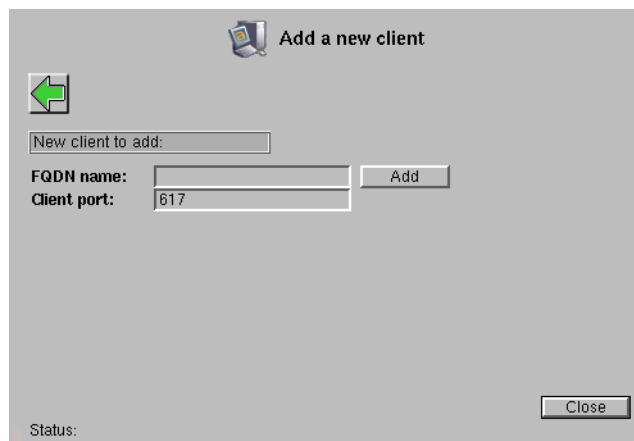 Add a new client
New client to add:
FQDN name:
Add
Client port:
617
Close
Status: